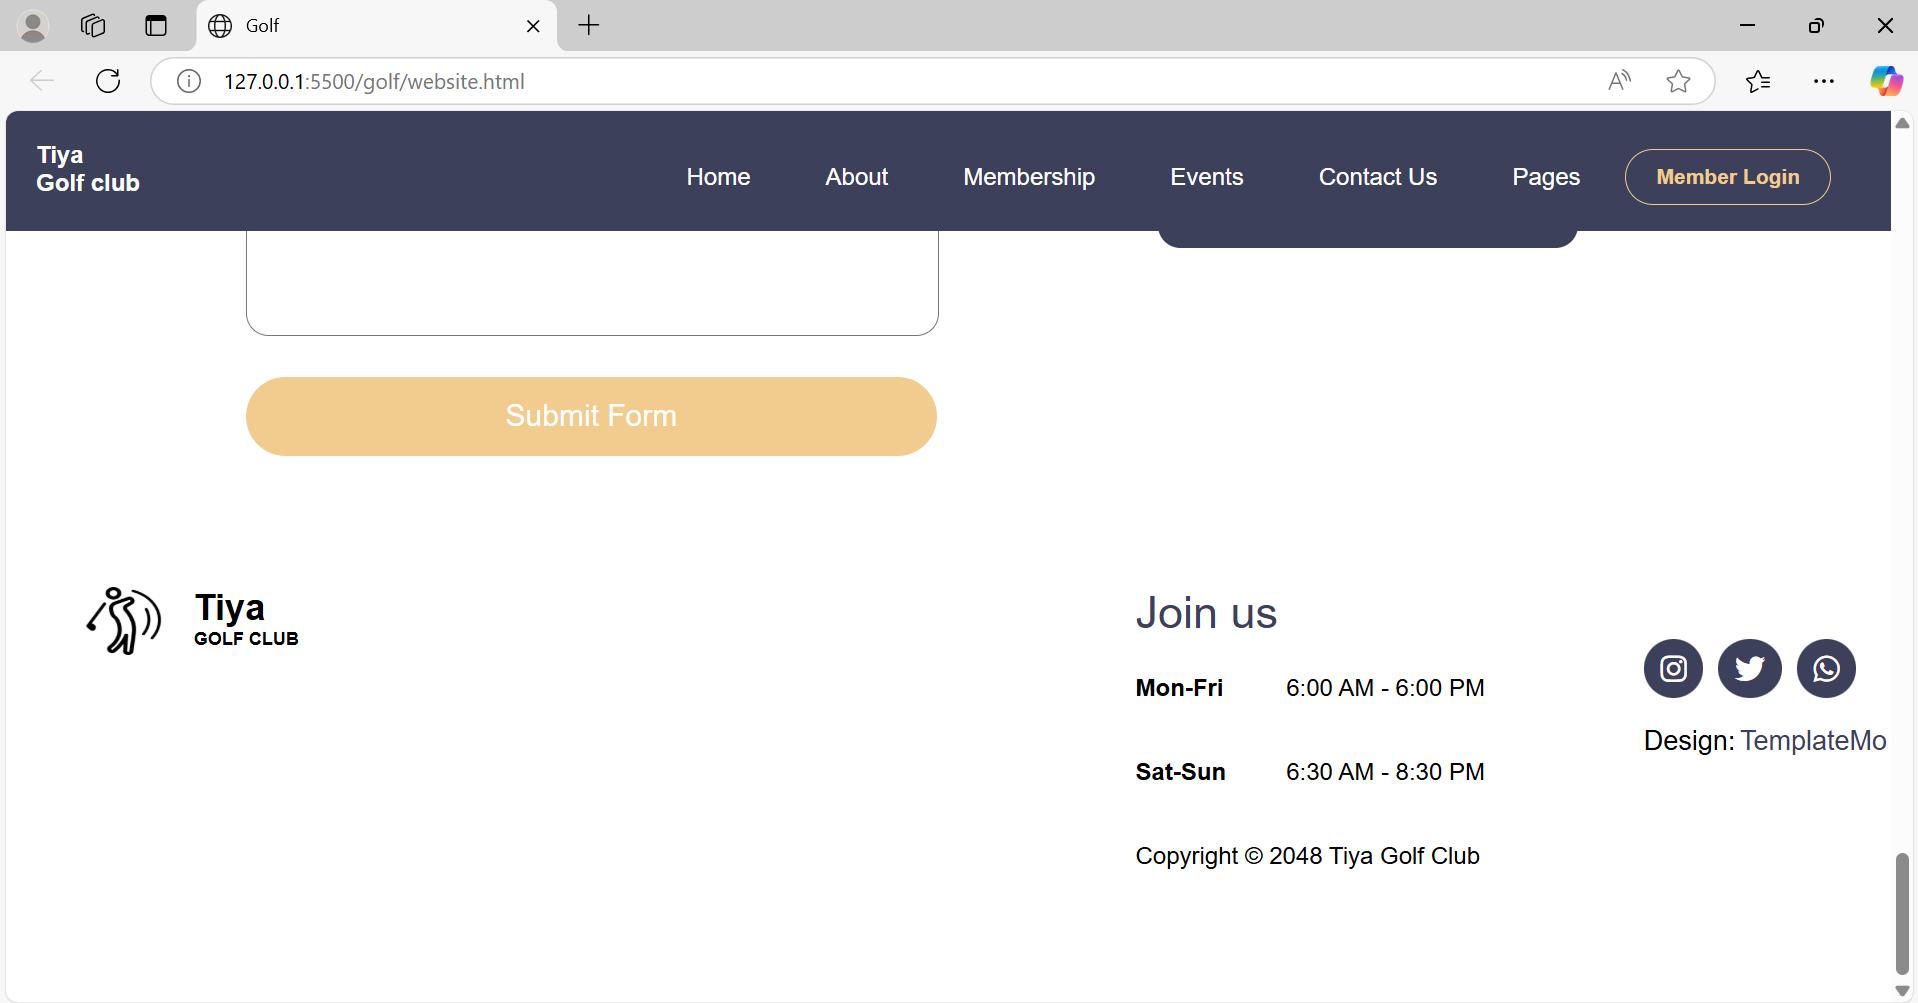 Golf
127.0.0.1:5500/golf/website.html
Tiya
Golf club
Home
About
Membership
Events
Contact Us
Pages
Member Login
Submit Form
Tiya
GOLF CLUB
Join us
Mon-Fri 6:00 AM - 6:00 PM
Sat-Sun 6:30 AM - 8:30 PM
Copyright © 2048 Tiya Golf Club
Design: TemplateMo